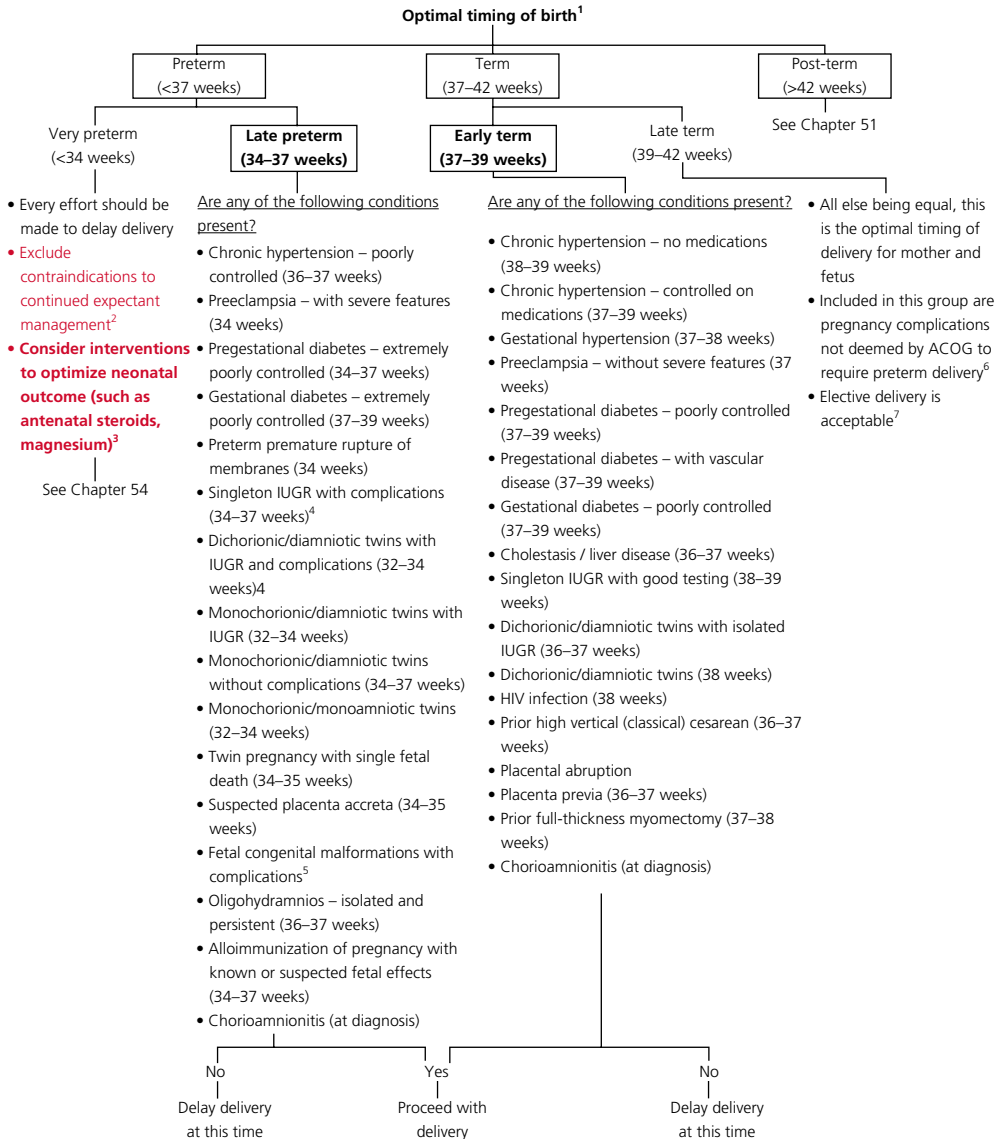 Optimal timing of birth1
Preterm
(<37 weeks)
Term
(37–42 weeks)
Post-term
(>42 weeks)
See Chapter 51
Very preterm
(<34 weeks)
Late preterm
(34–37 weeks)
Early term
(37–39 weeks)
Late term
(39–42 weeks)
• Every effort should be
made to delay delivery
• Exclude
contraindications to
continued expectant
management2
• Consider interventions
to optimize neonatal
outcome (such as
antenatal steroids,
magnesium)3
See Chapter 54
Are any of the following conditions
present?
• Chronic hypertension – poorly
controlled (36–37 weeks)
• Preeclampsia – with severe features
(34 weeks)
• Pregestational diabetes – extremely
poorly controlled (34–37 weeks)
• Gestational diabetes – extremely
poorly controlled (37–39 weeks)
• Preterm premature rupture of
membranes (34 weeks)
• Singleton IUGR with complications
(34–37 weeks)4
• Dichorionic/diamniotic twins with
IUGR and complications (32–34
weeks)4
• Monochorionic/diamniotic twins with
IUGR (32–34 weeks)
• Monochorionic/diamniotic twins
without complications (34–37 weeks)
• Monochorionic/monoamniotic twins
(32–34 weeks)
• Twin pregnancy with single fetal
death (34–35 weeks)
• Suspected placenta accreta (34–35
weeks)
• Fetal congenital malformations with
complications5
• Oligohydramnios – isolated and
persistent (36–37 weeks)
• Alloimmunization of pregnancy with
known or suspected fetal effects
(34–37 weeks)
• Chorioamnionitis (at diagnosis)
Are any of the following conditions present?
• Chronic hypertension – no medications
(38–39 weeks)
• Chronic hypertension – controlled on
medications (37–39 weeks)
• Gestational hypertension (37–38 weeks)
• Preeclampsia – without severe features (37
weeks)
• Pregestational diabetes – poorly controlled
(37–39 weeks)
• Pregestational diabetes – with vascular
disease (37–39 weeks)
• Gestational diabetes – poorly controlled
(37–39 weeks)
• Cholestasis / liver disease (36–37 weeks)
• Singleton IUGR with good testing (38–39
weeks)
• Dichorionic/diamniotic twins with isolated
IUGR (36–37 weeks)
• Dichorionic/diamniotic twins (38 weeks)
• HIV infection (38 weeks)
• Prior high vertical (classical) cesarean (36–37
weeks)
• Placental abruption
• Placenta previa (36–37 weeks)
• Prior full-thickness myomectomy (37–38
weeks)
• Chorioamnionitis (at diagnosis)
• All else being equal, this
is the optimal timing of
delivery for mother and
fetus
• Included in this group are
pregnancy complications
not deemed by ACOG to
require preterm delivery6
• Elective delivery is
acceptable7
No
Yes
No
Delay delivery
at this time
Proceed with
delivery
Delay delivery
at this time